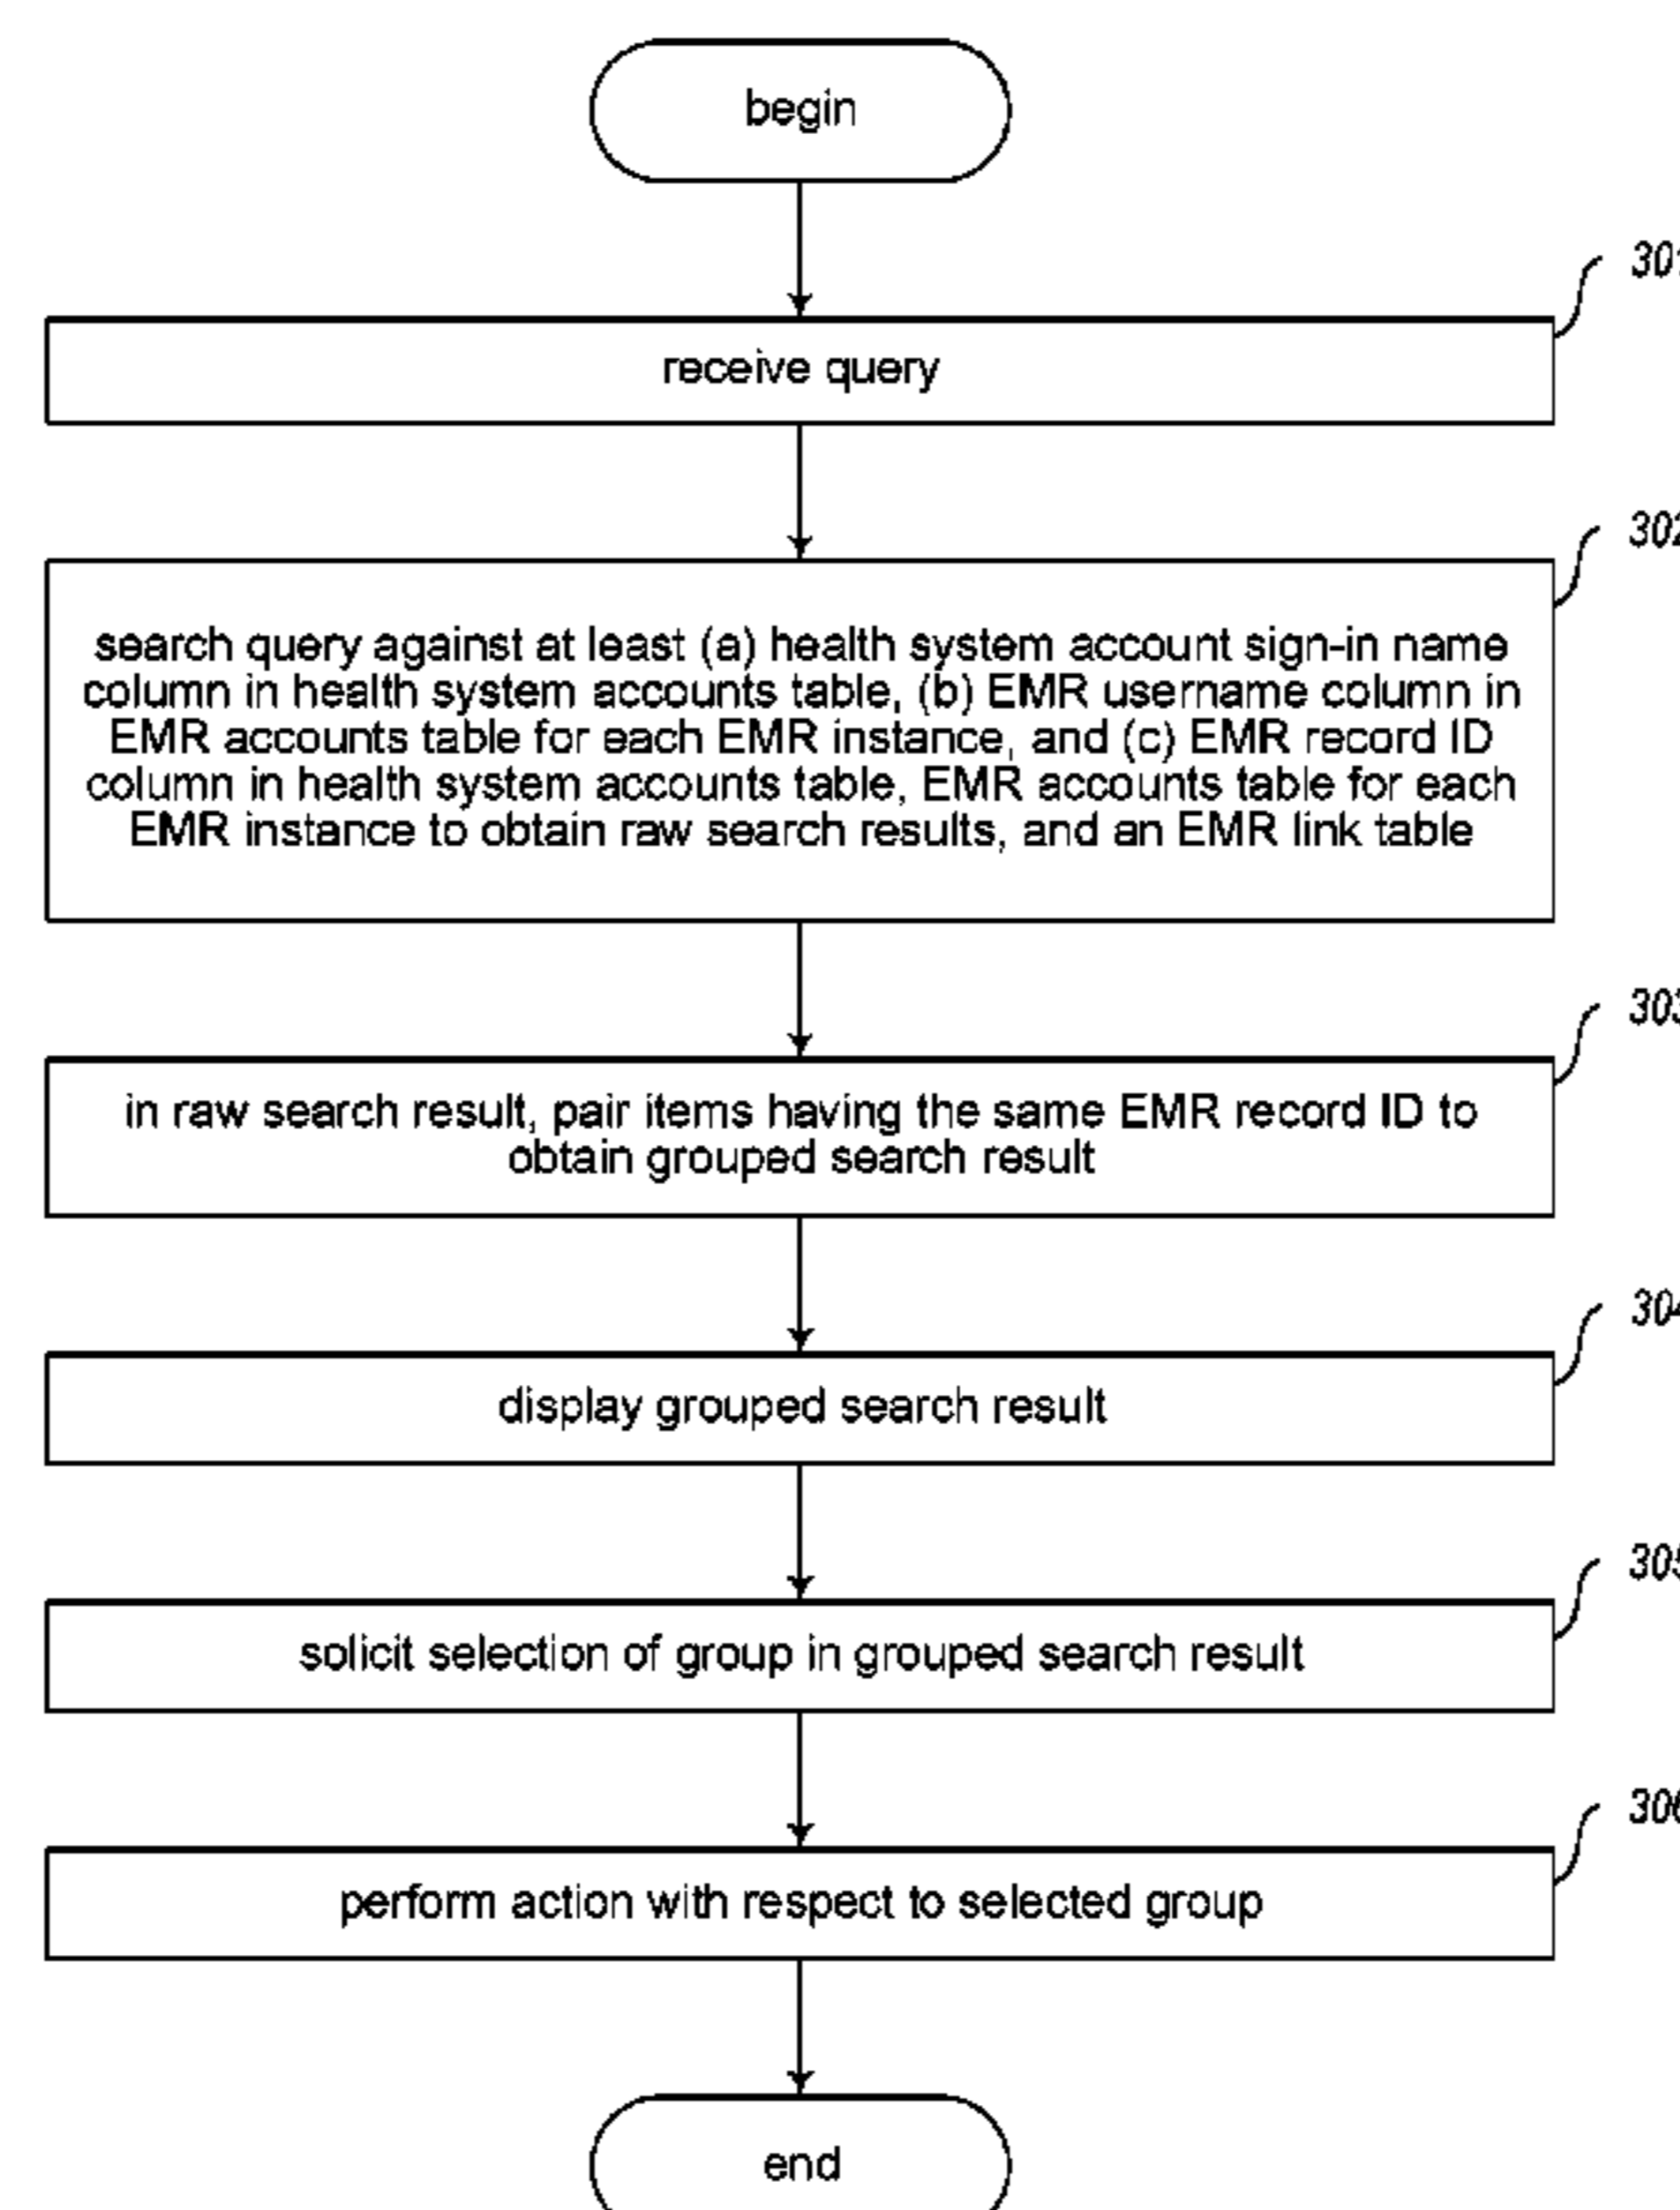 begin
301
receive query
302
search query against at least (a) health system account sign-in name
column in health system accounts table, (b) EMR username column in
EMR accounts table for each EMR instance, and (c) EMR record ID
column in health system accounts table, EMR accounts table for each
EMR instance to obtain raw search results, and an EMR link table
303
in raw search result, pair items having the same EMR record ID to
obtain grouped search result
304
display grouped search result
305
solicit selection of group in grouped search result
306
perform action with respect to selected group
end